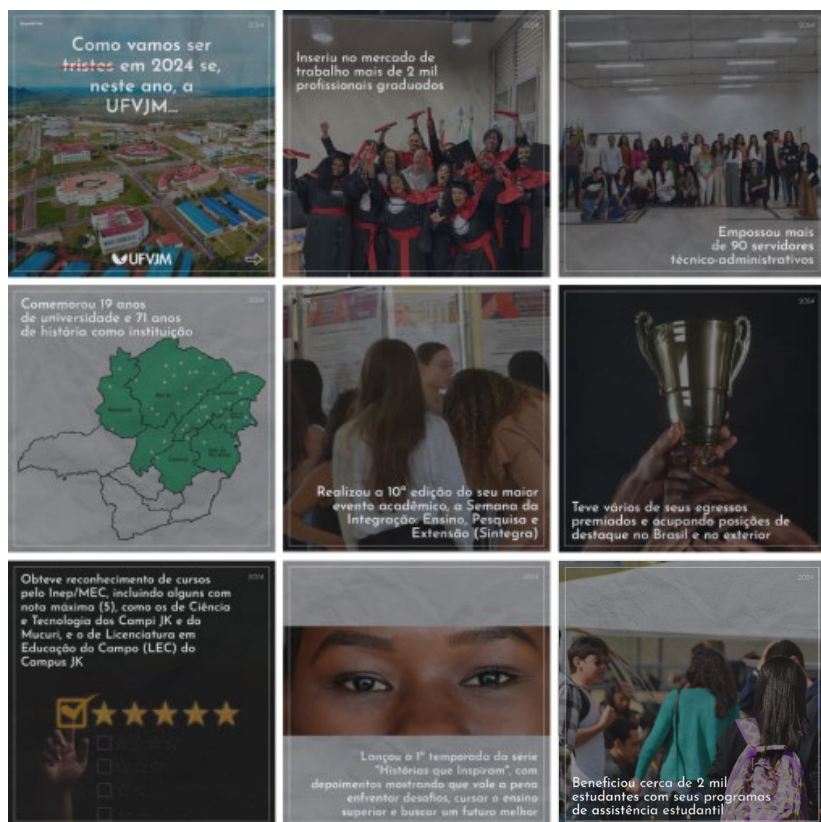 2024
Como vamos ser
tristes em 2024 se,
neste ano, a
UFVJM...
UFVJM
2024
Inseriu no mercado de
trabalho mais de 2 mil
profissionais graduados
2024
Empossou mais
de 90 servidores
técnico-administrativos
2024
Comemorou 19 anos
de universidade e 71 anos
de história como instituição
Realizou a 10ª edição do seu maior
evento acadêmico, a Semana da
Integração: Ensino, Pesquisa e
Extensão (Sintegra)
2024
Teve vários de seus egressos
premiados e ocupando posições de
destaque no Brasil e no exterior
2024
Obteve reconhecimento de cursos
pelo Inep/MEC, incluindo alguns com
nota máxima (5), como os de Ciência
e Tecnologia dos Campi JK e do
Mucuri, e o de Licenciatura em
Educação do Campo (LEC) do
Campus JK
2024
Lançou a 1ª temporada da série
"Histórias que Inspiram", com
depoimentos mostrando que vale a pena
enfrentar desafios, cursar o ensino
superior e buscar um futuro melhor
2024
Beneficiou cerca de 2 mil
estudantes com seus programas
de assistência estudantil